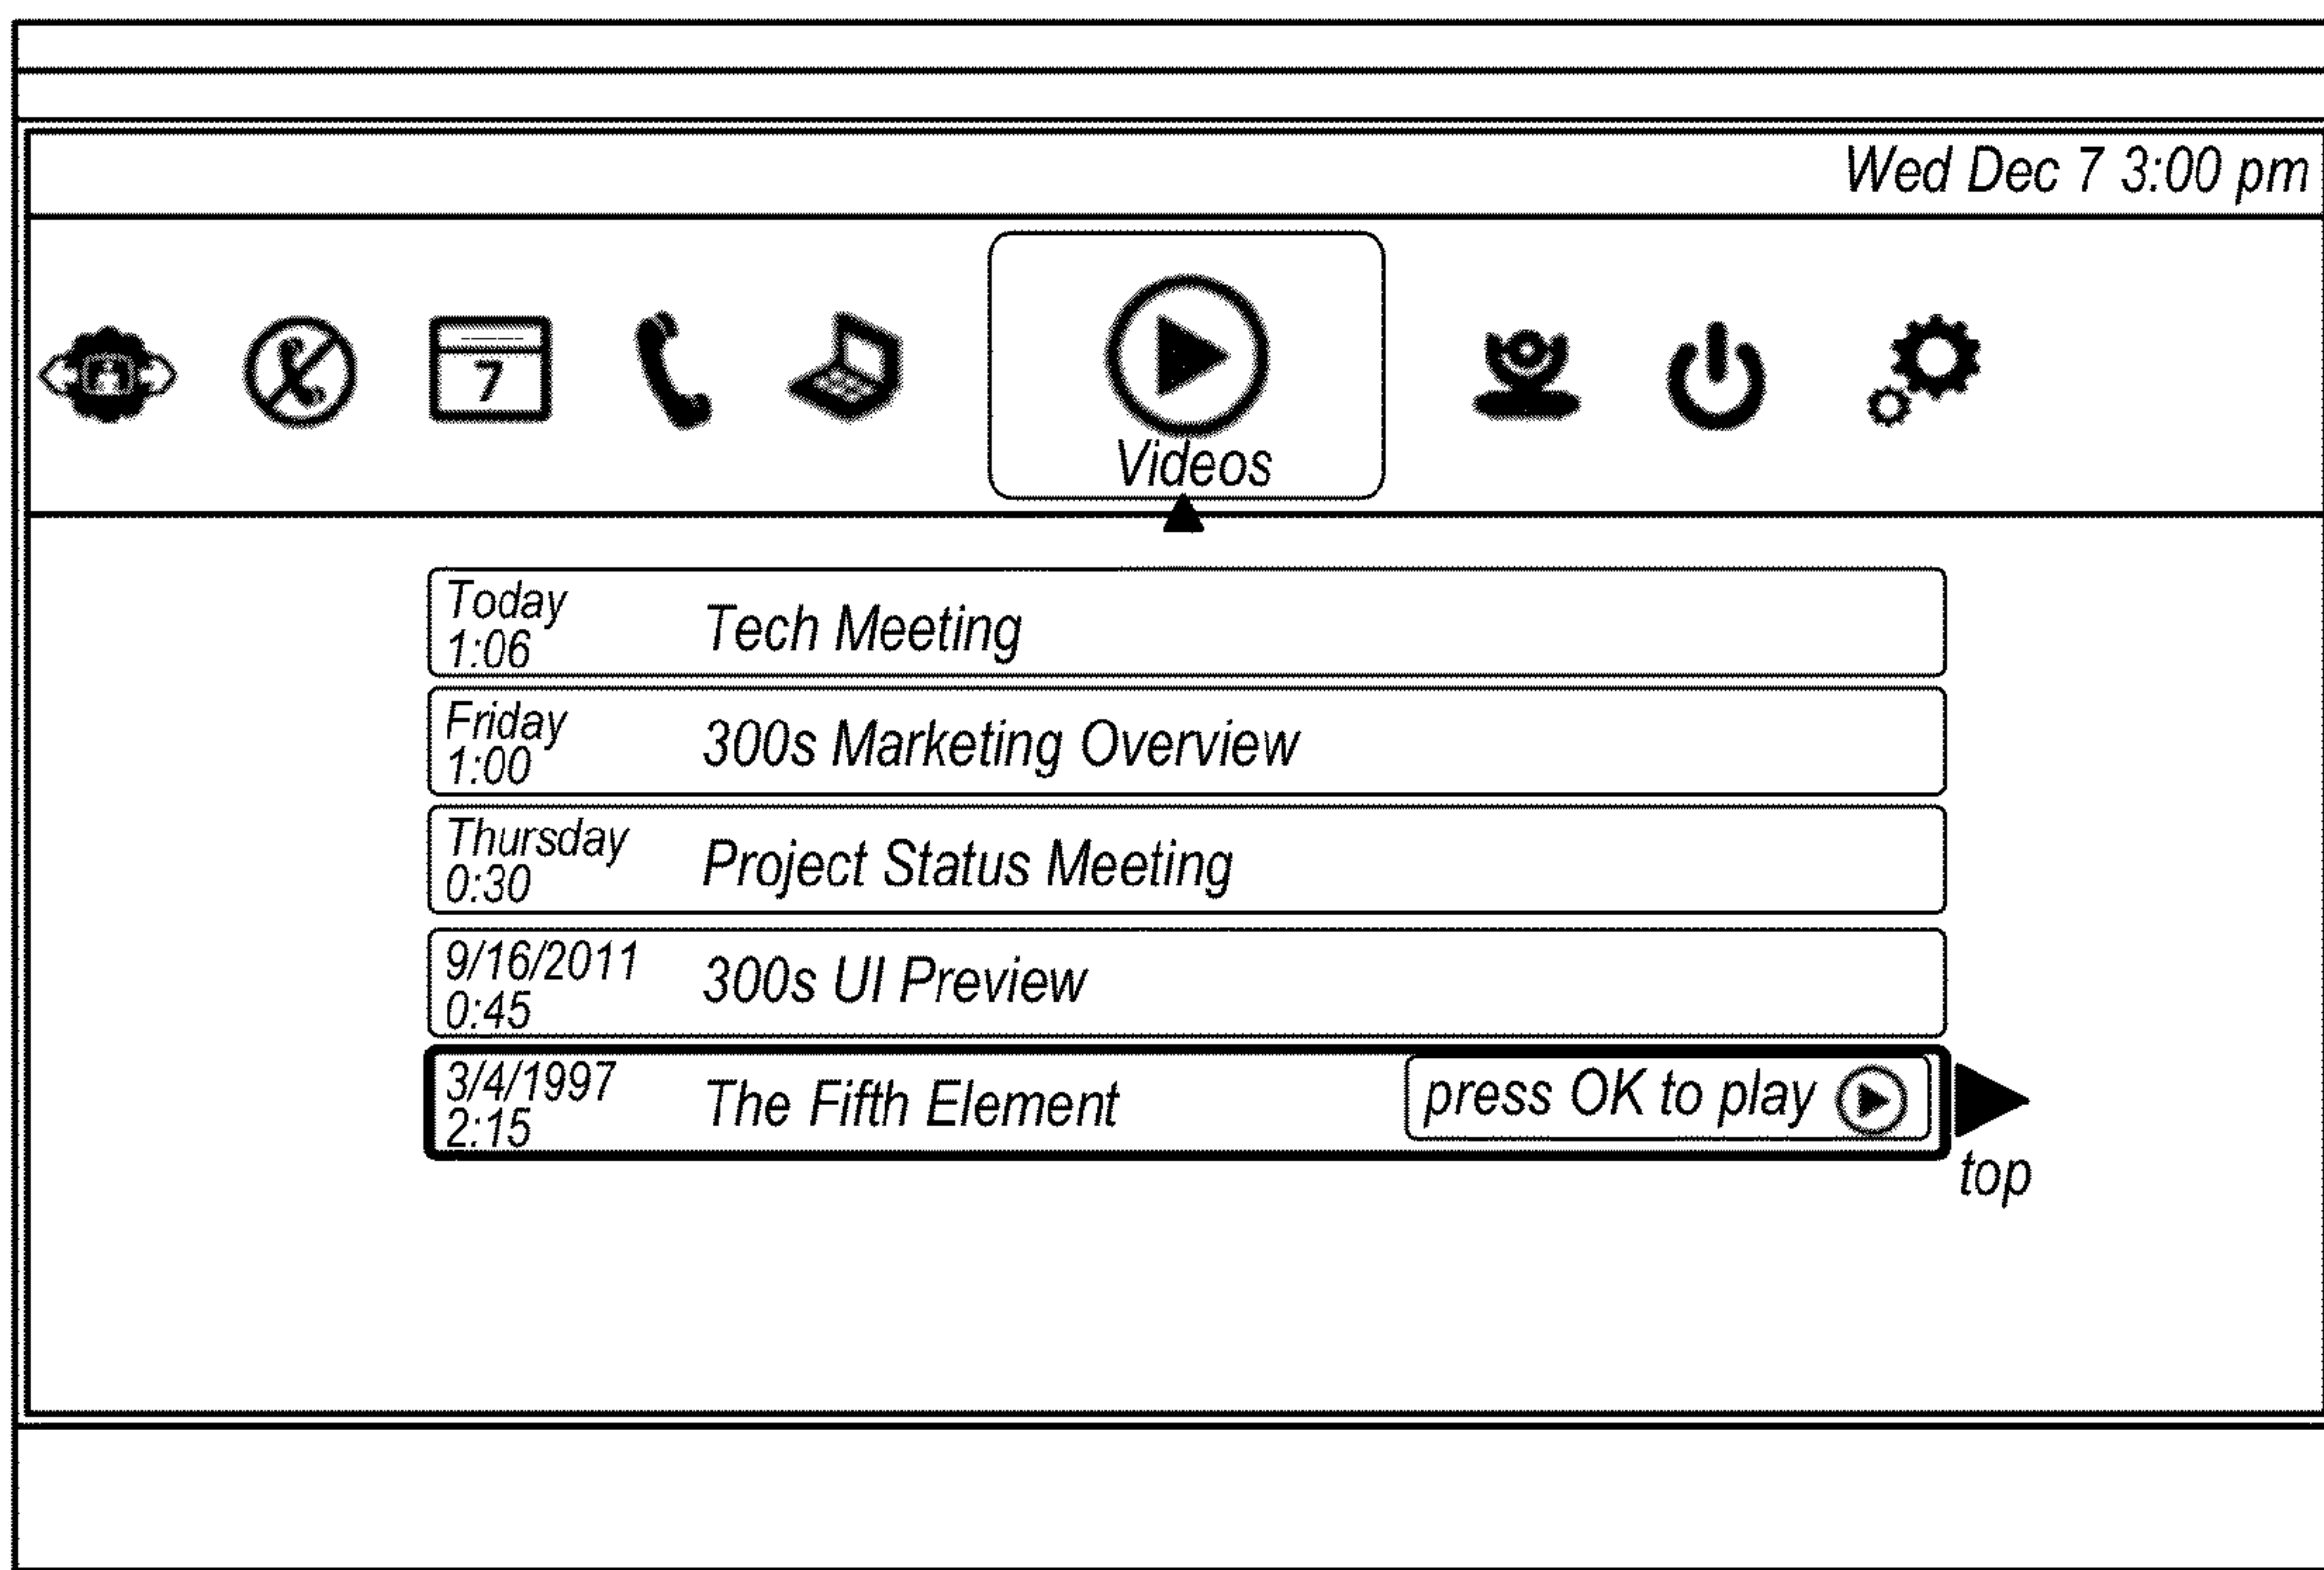 Wed Dec 7 3:00 pm
7
Videos
Today
1:06
Tech Meeting
Friday
1:00
300s Marketing Overview
Thursday
0:30
Project Status Meeting
9/16/2011
0:45
300s UI Preview
3/4/1997
2:15
The Fifth Element
press OK to play
top